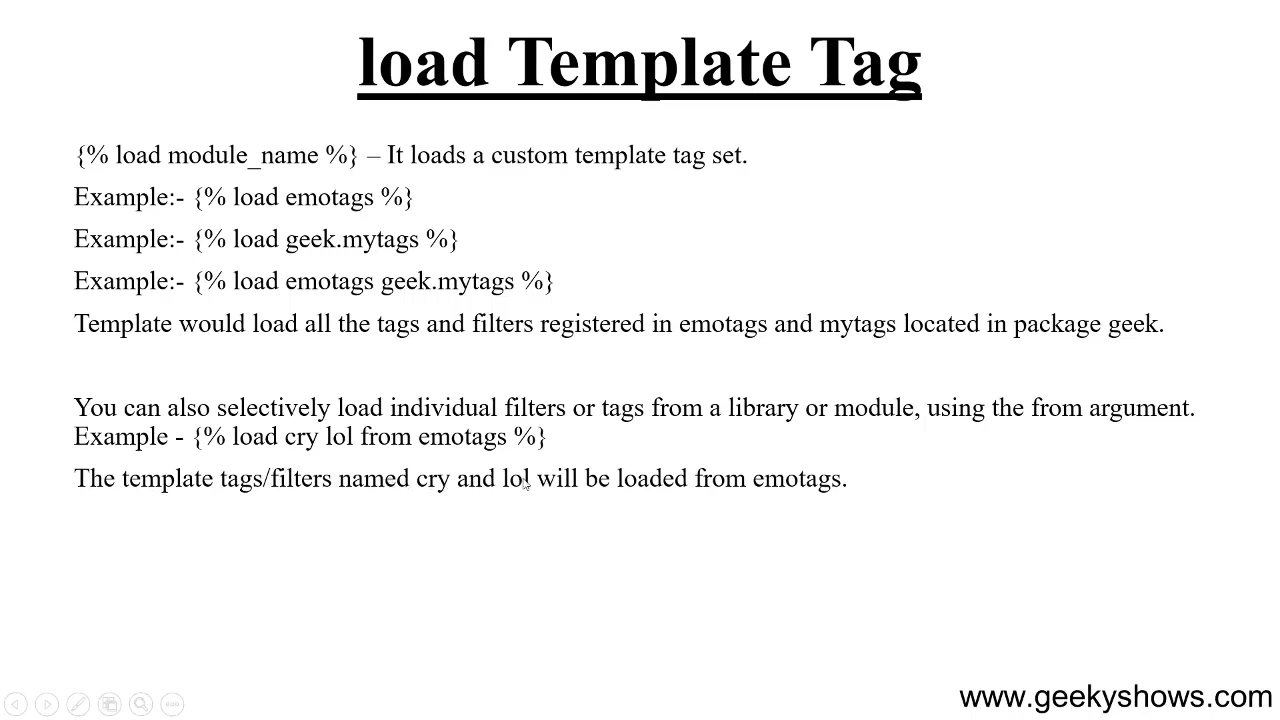 load Template Tag
{% load module_name %} – It loads a custom template tag set.
Example:- {% load emotags %}
Example:- {% load geek.mytags %}
Example:- {% load emotags geek.mytags %}
Template would load all the tags and filters registered in emotags and mytags located in package geek.
You can also selectively load individual filters or tags from a library or module, using the from argument.
Example - {% load cry lol from emotags %}
The template tags/filters named cry and lol will be loaded from emotags.
www.geekyshows.com